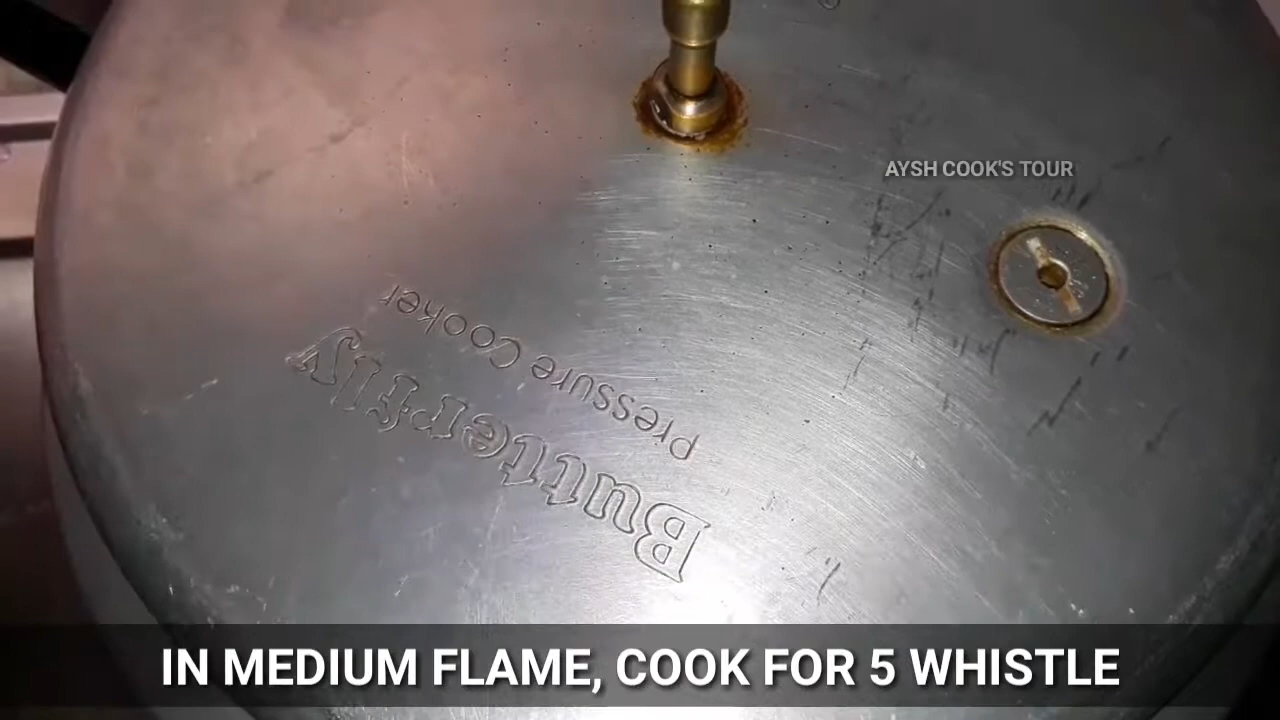 AYSH COOK'S TOUR
Butterfly
Pressure Cooker
IN MEDIUM FLAME, COOK FOR 5 WHISTLE